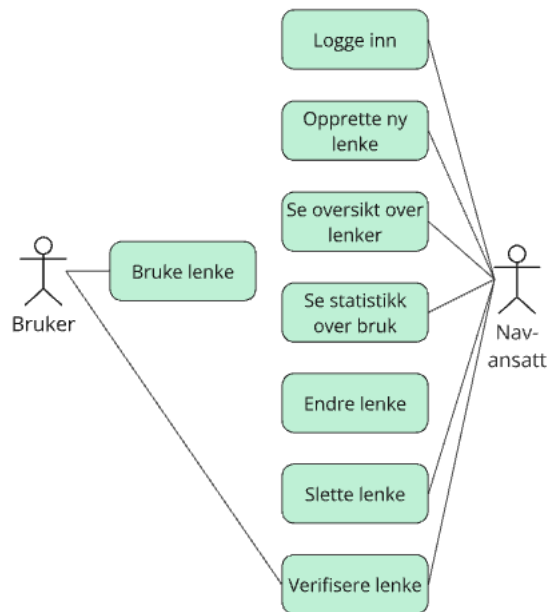 Logge inn
Opprette ny
lenke
Se oversikt over
lenker
Bruke lenke
Bruker
Se statistikk
over bruk
Nav-
ansatt
Endre lenke
Slette lenke
Verifisere lenke